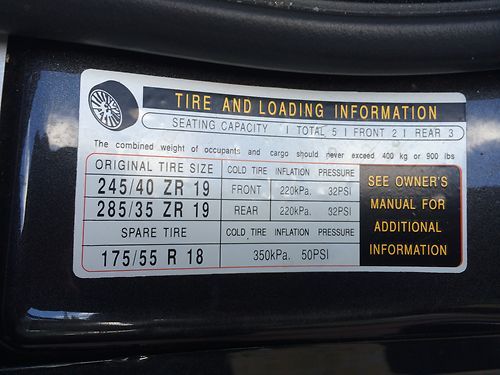 TIRE AND LOADING INFORMATION
SEATING CAPACITY | TOTAL 5 | FRONT 2 | REAR 3
The combined weight of occupants and cargo should never exceed 400 kg or 900 lbs
ORIGINAL TIRE SIZE COLD TIRE INFLATION PRESSURE
245/40 ZR 19 FRONT 220kPa. 32PSI
285/35 ZR 19 REAR 220kPa. 32PSI
SPARE TIRE COLD TIRE INFLATION PRESSURE
175/55 R 18 350kPa. 50PSI
SEE OWNER'S
MANUAL FOR
ADDITIONAL
INFORMATION